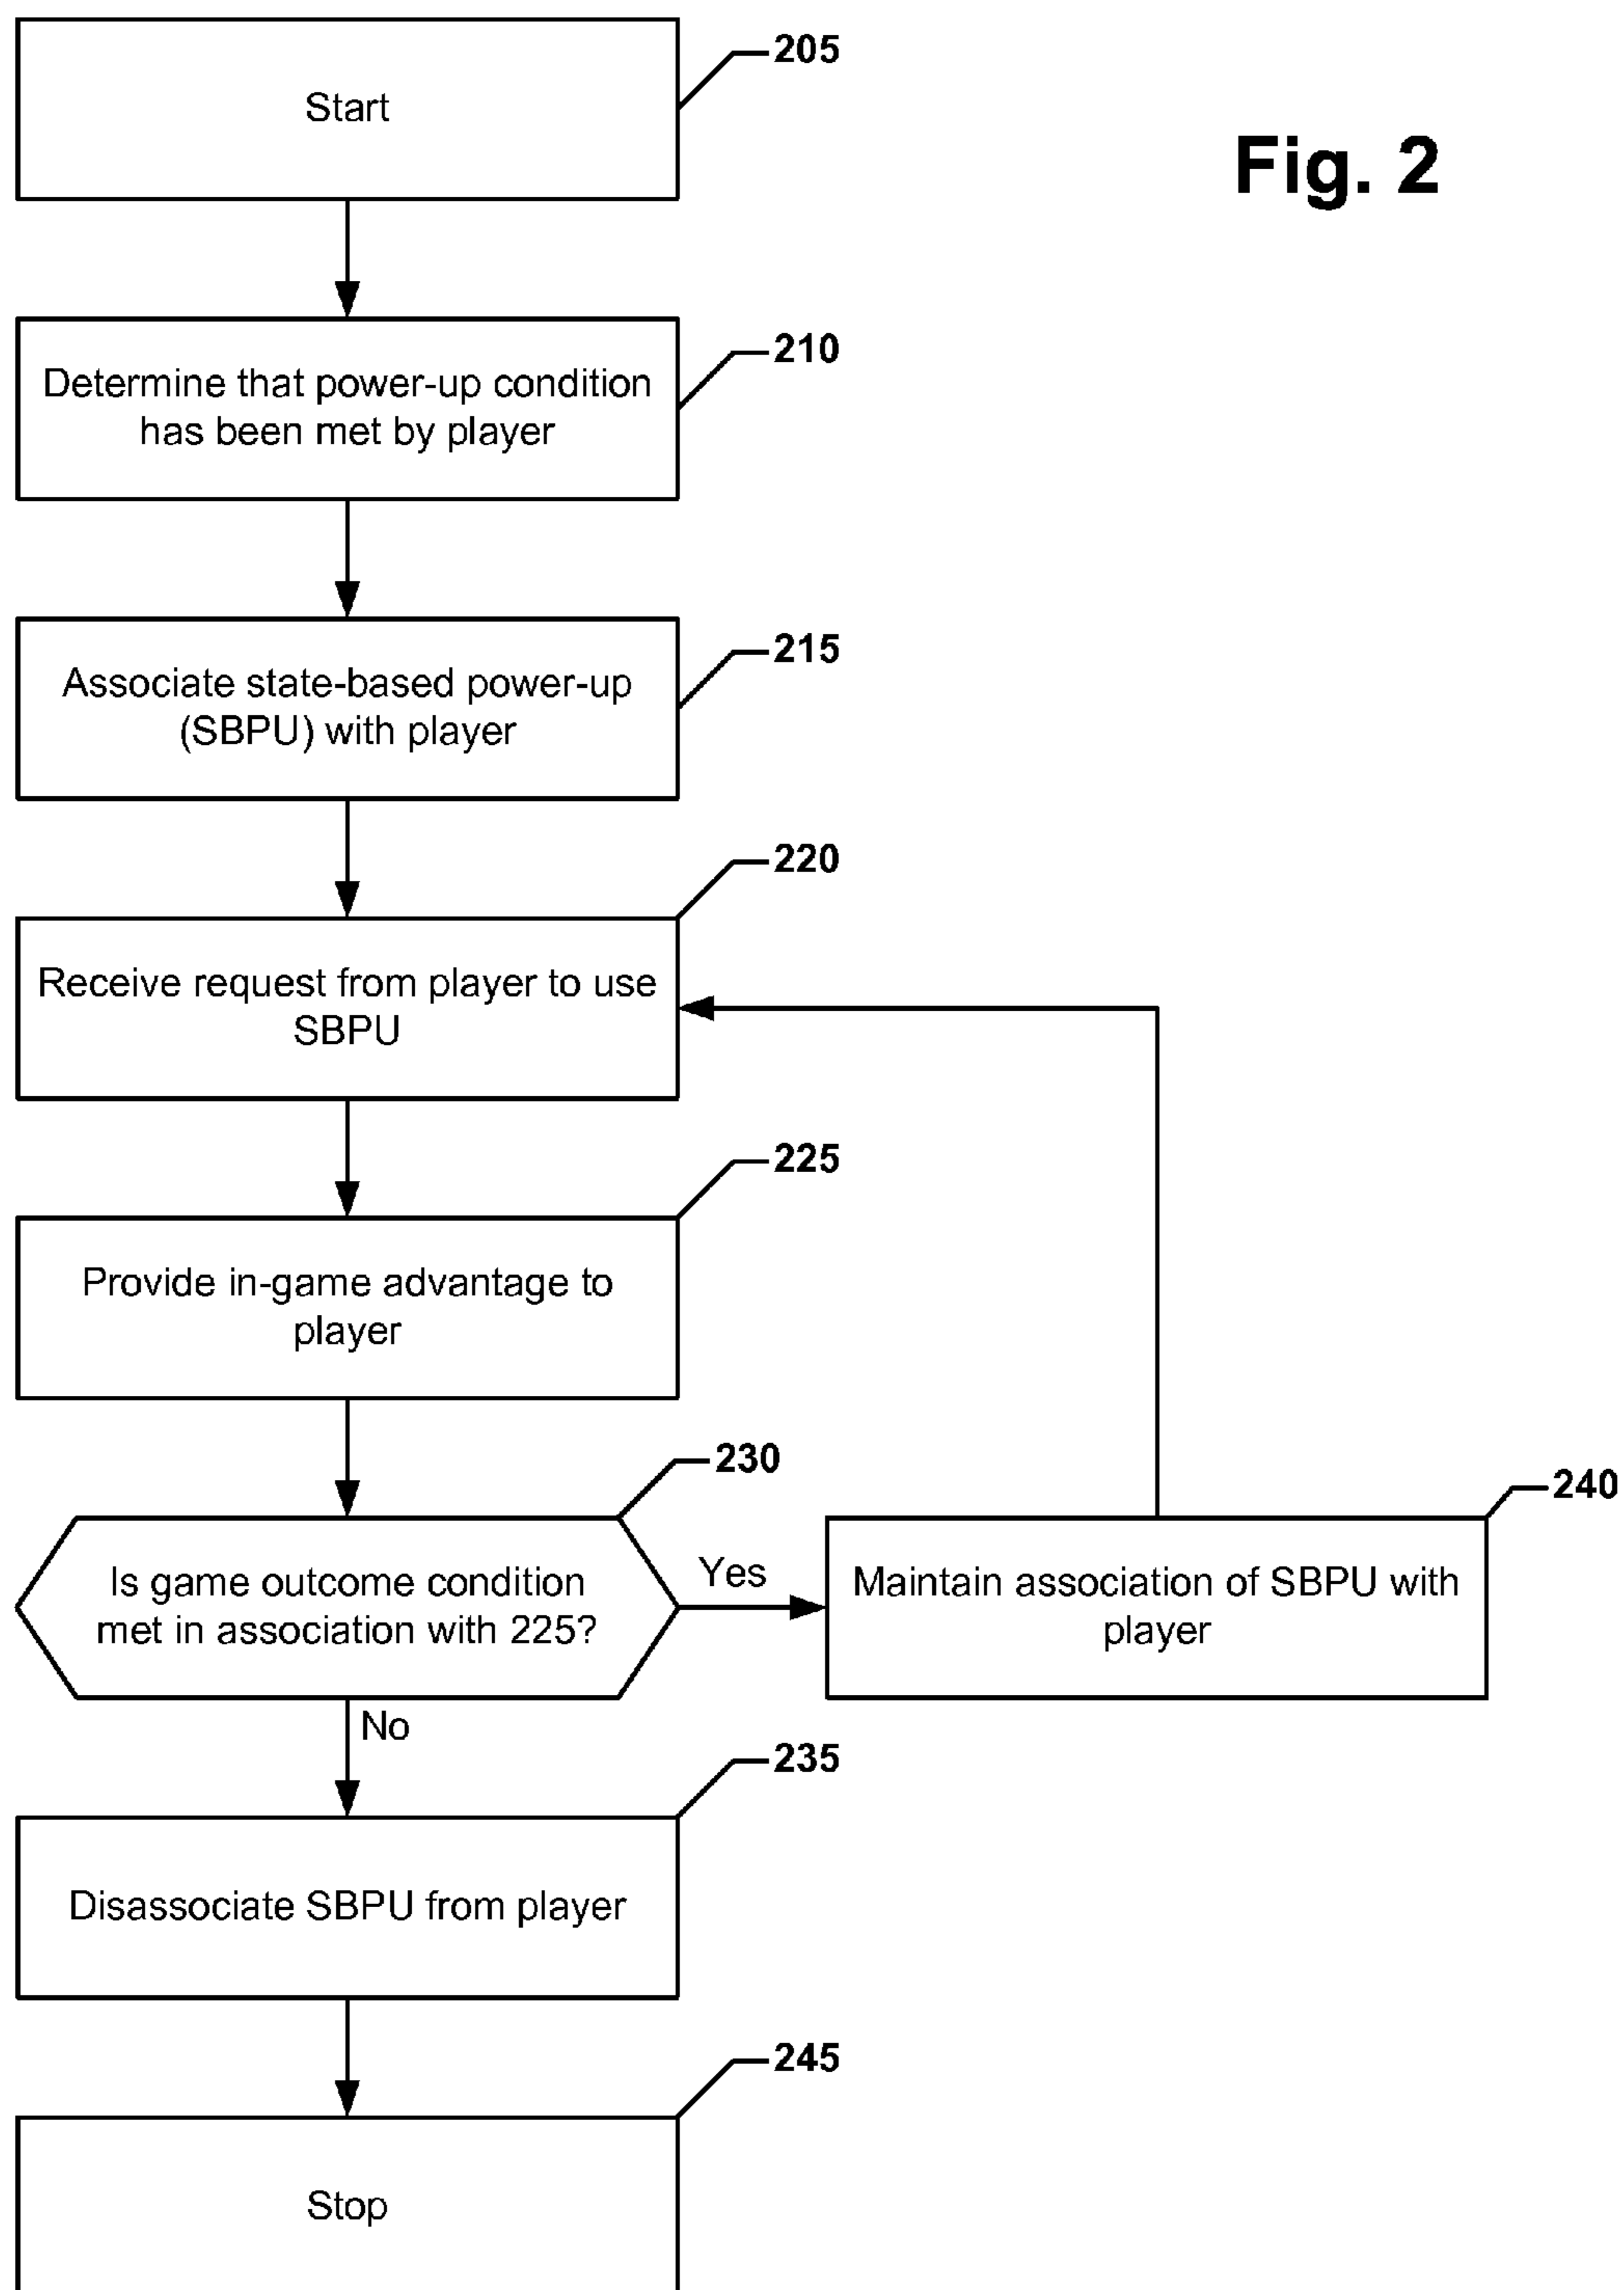 205
Start
Fig. 2
210
Determine that power-up condition
has been met by player
215
Associate state-based power-up
(SBPU) with player
220
Receive request from player to use
SBPU
225
Provide in-game advantage to
player
230
Is game outcome condition
met in association with 225?
Yes
240
Maintain association of SBPU with
player
No
235
Disassociate SBPU from player
245
Stop